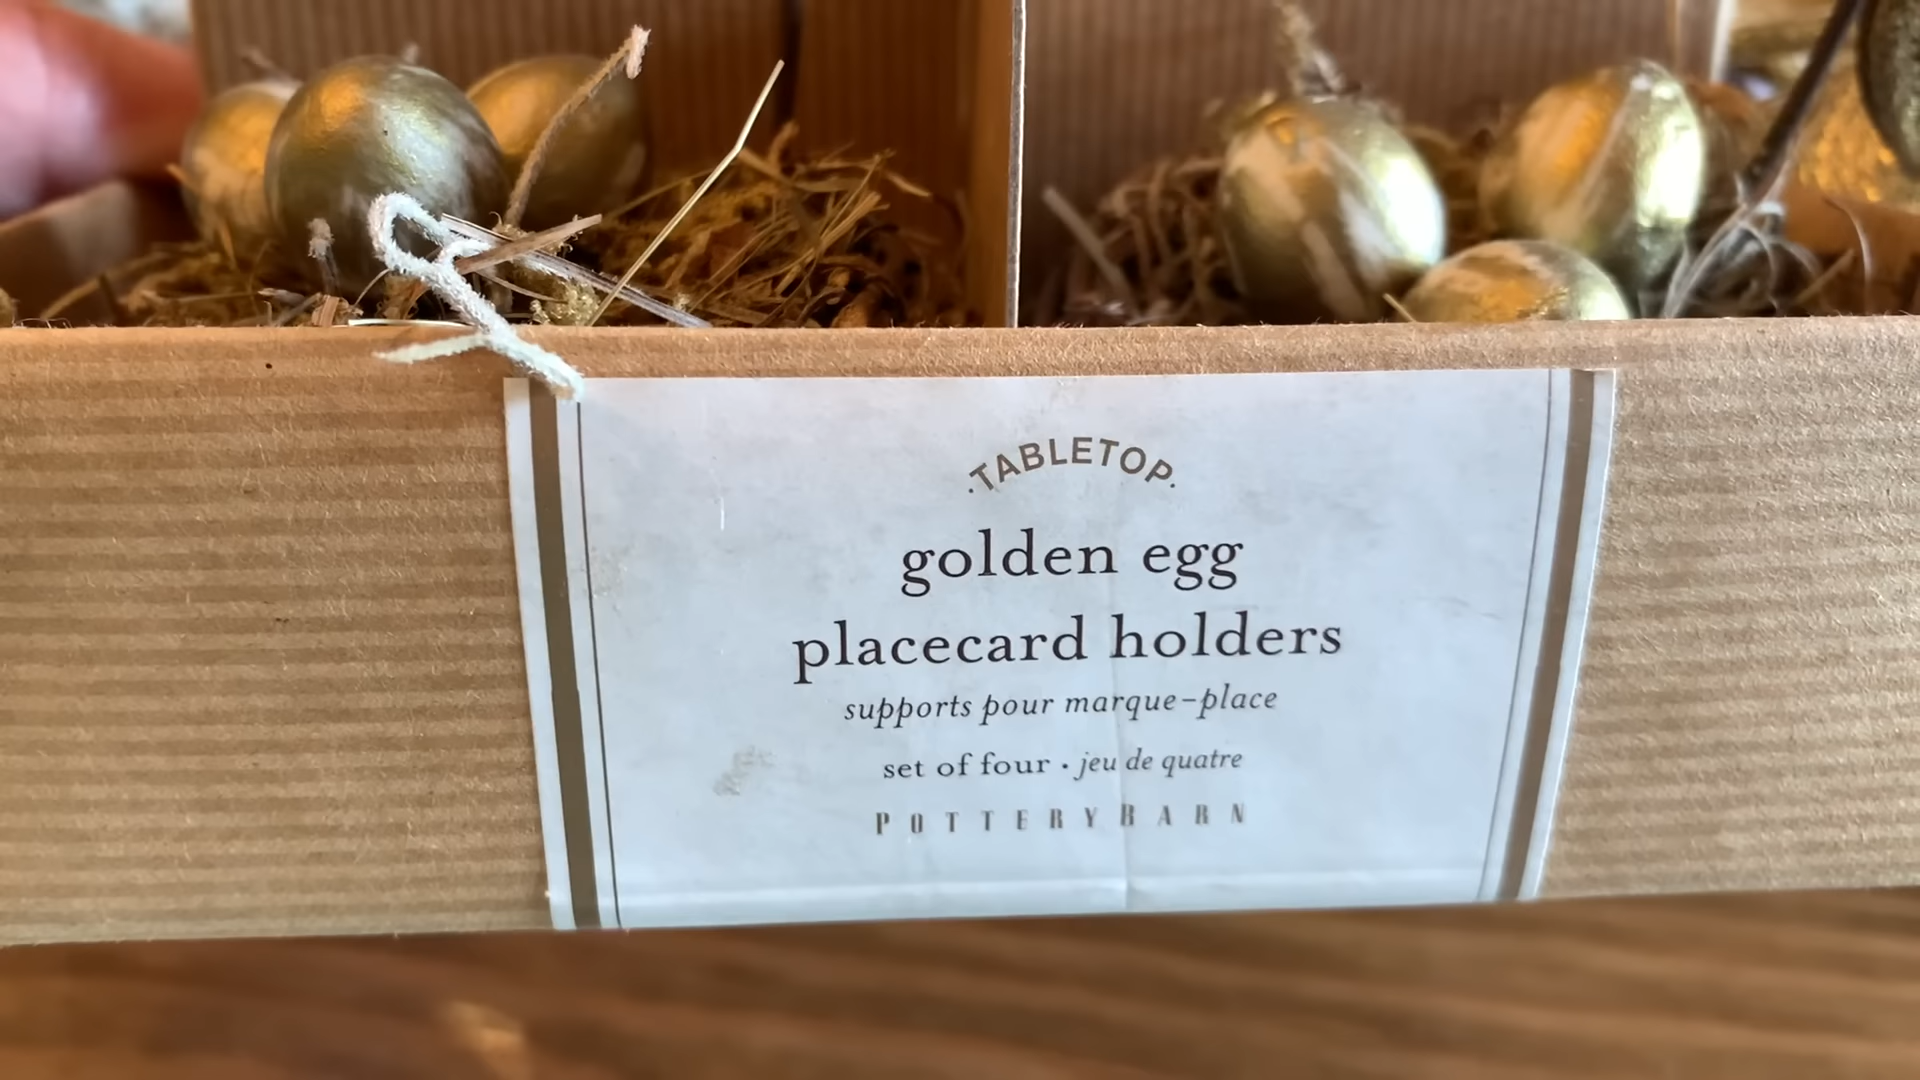 ·TABLETOP·
golden egg
placecard holders
supports pour marque-place
set of four · jeu de quatre
POTTERYBARN